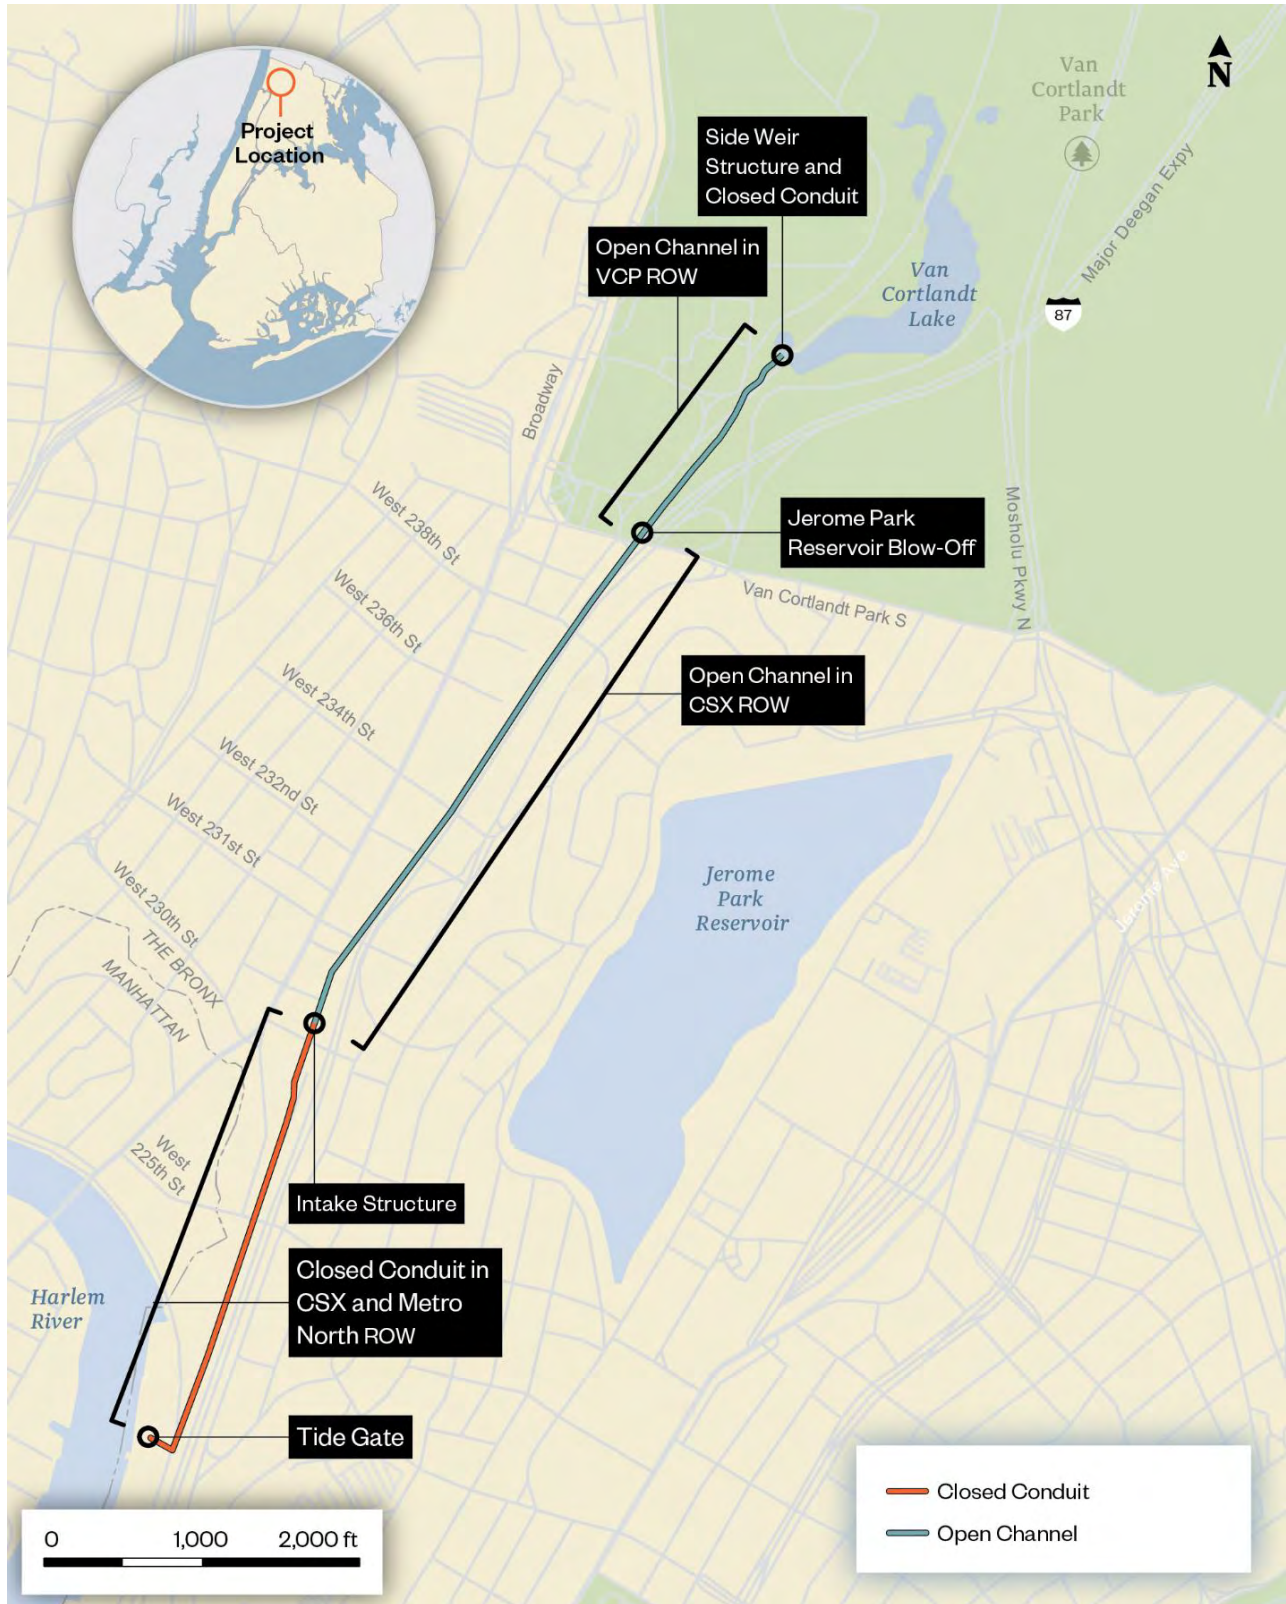 Project
Location
N
Van
Cortlandt
Park
Side Weir
Structure and
Closed Conduit
Major Deegan Expy
Open Channel in
VCP ROW
Van
Cortlandt
Lake
87
Broadway
West 238th St
Jerome Park
Reservoir Blow-Off
Mosholu Pkwy N
West 236th St
Van Cortlandt Park S
Open Channel in
CSX ROW
West 234th St
West 232nd St
West 231st St
Jerome
Park
Reservoir
Jerome Ave
West 230th St
THE BRONX
MANHATTAN
West
225th St
Intake Structure
Closed Conduit in
CSX and Metro
North ROW
Harlem
River
Tide Gate
Closed Conduit
Open Channel
0 1,000 2,000 ft